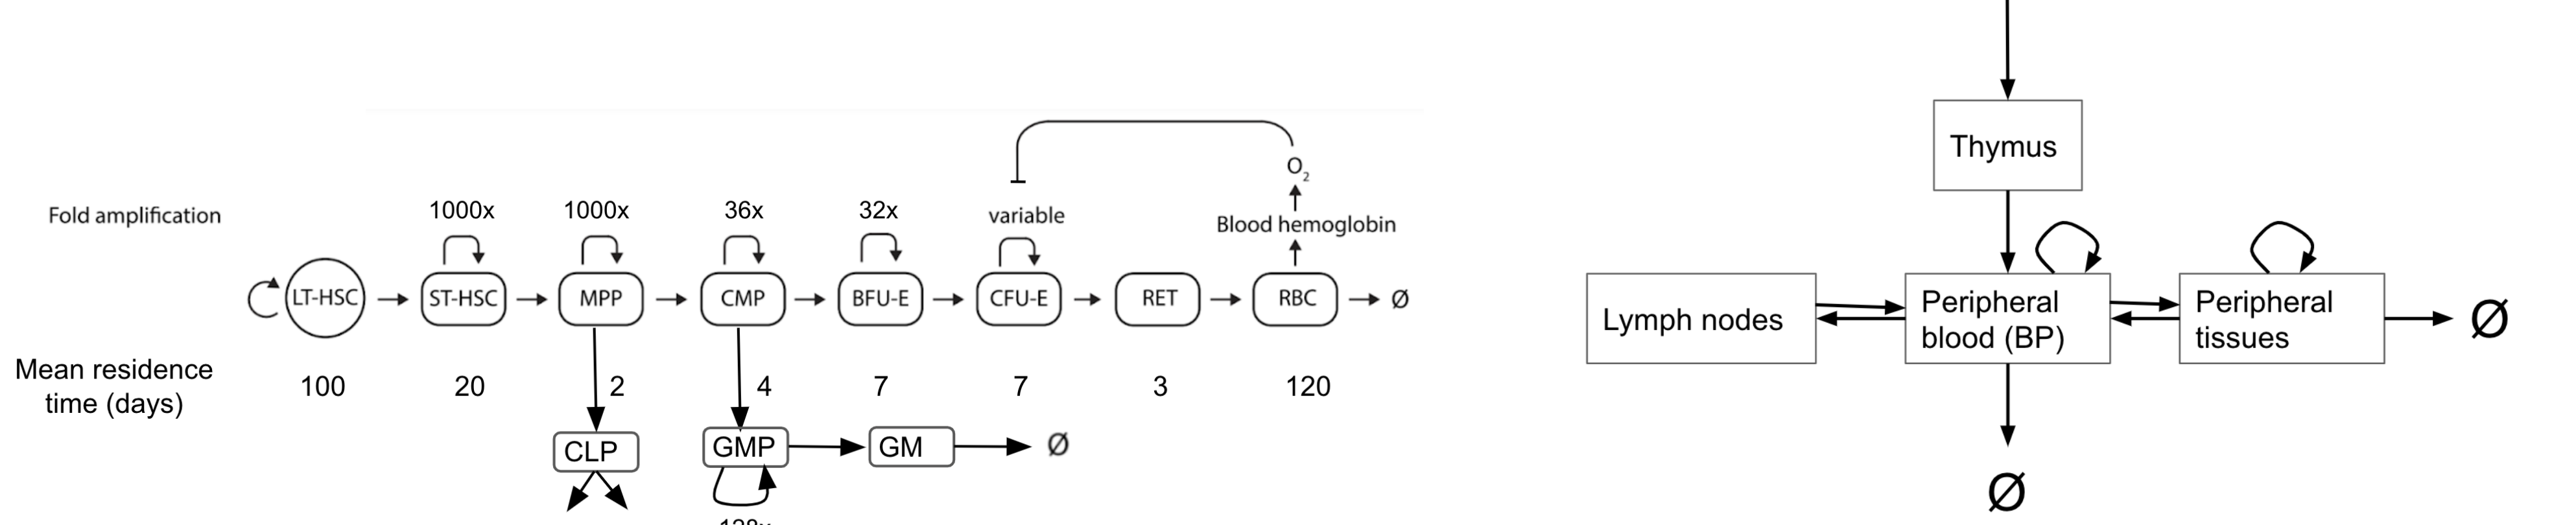 Fold amplification
1000x
1000x
36x
32x
variable
O2
Blood hemoglobin
LT-HSC
ST-HSC
MPP
CMP
BFU-E
CFU-E
RET
RBC
Ø
Mean residence
time (days)
100
20
2
4
7
7
3
120
CLP
GMP
GM
Ø
Thymus
Lymph nodes
Peripheral
blood (BP)
Peripheral
tissues
Ø
Ø